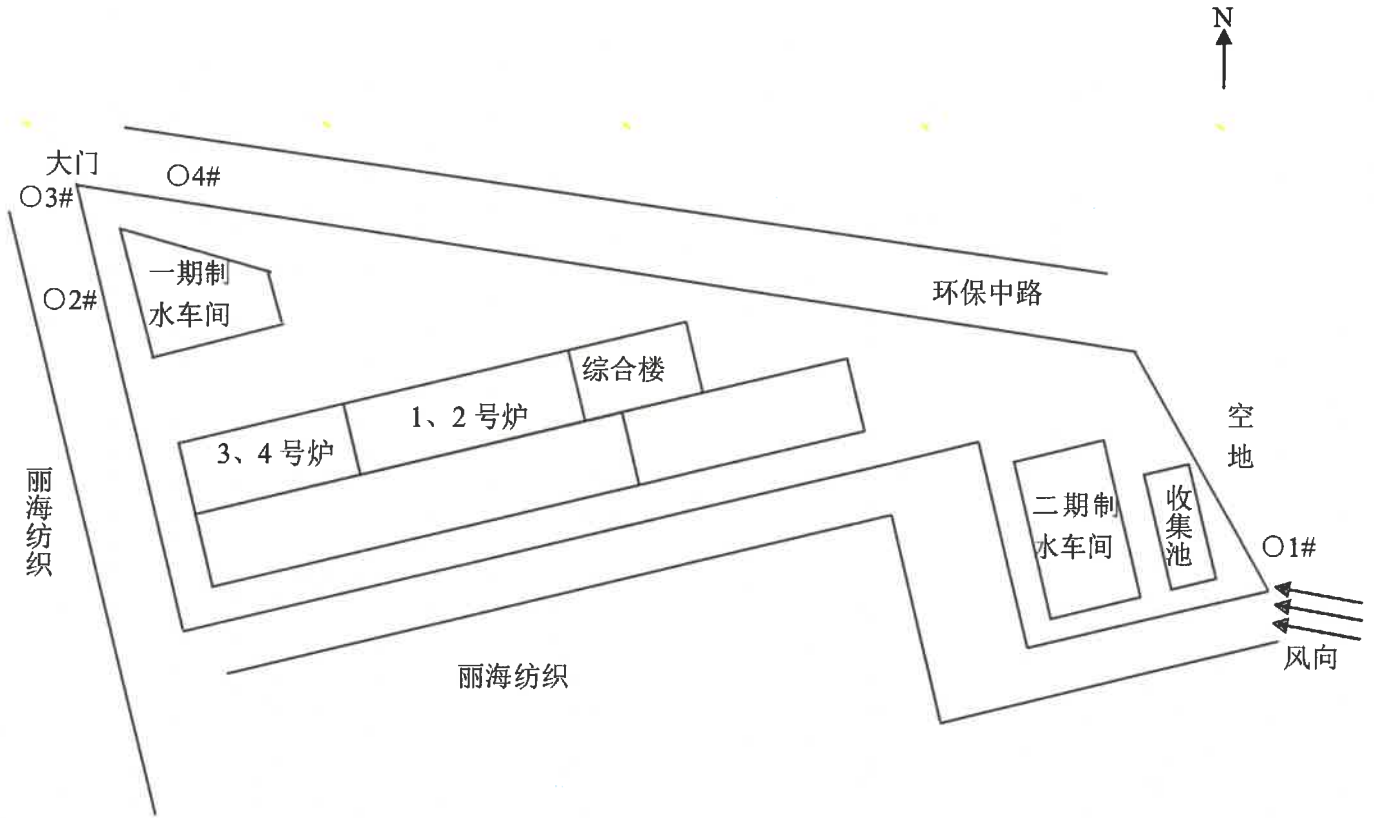 N
大门
○4#
○3#
一期制
水车间
○2#
环保中路
综合楼
1、2 号炉
3、4 号炉
空
地
丽
海
纺
织
二期制
水车间
收
集
池
○1#
风向
丽海纺织